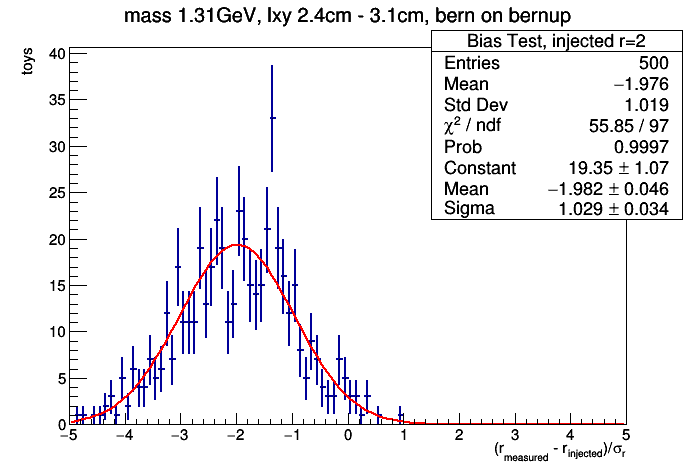 mass 1.31GeV, lxy 2.4cm - 3.1cm, bern on bernup
Bias Test, injected r=2
Entries 500
Mean −1.976
Std Dev 1.019
χ² / ndf 55.85 / 97
Prob 0.9997
Constant 19.35 ± 1.07
Mean −1.982 ± 0.046
Sigma 1.029 ± 0.034
toys
40
35
30
25
20
15
10
5
0
−5 −4 −3 −2 −1 0 1 2 3 4 5
(r_measured - r_injected)/σ_r